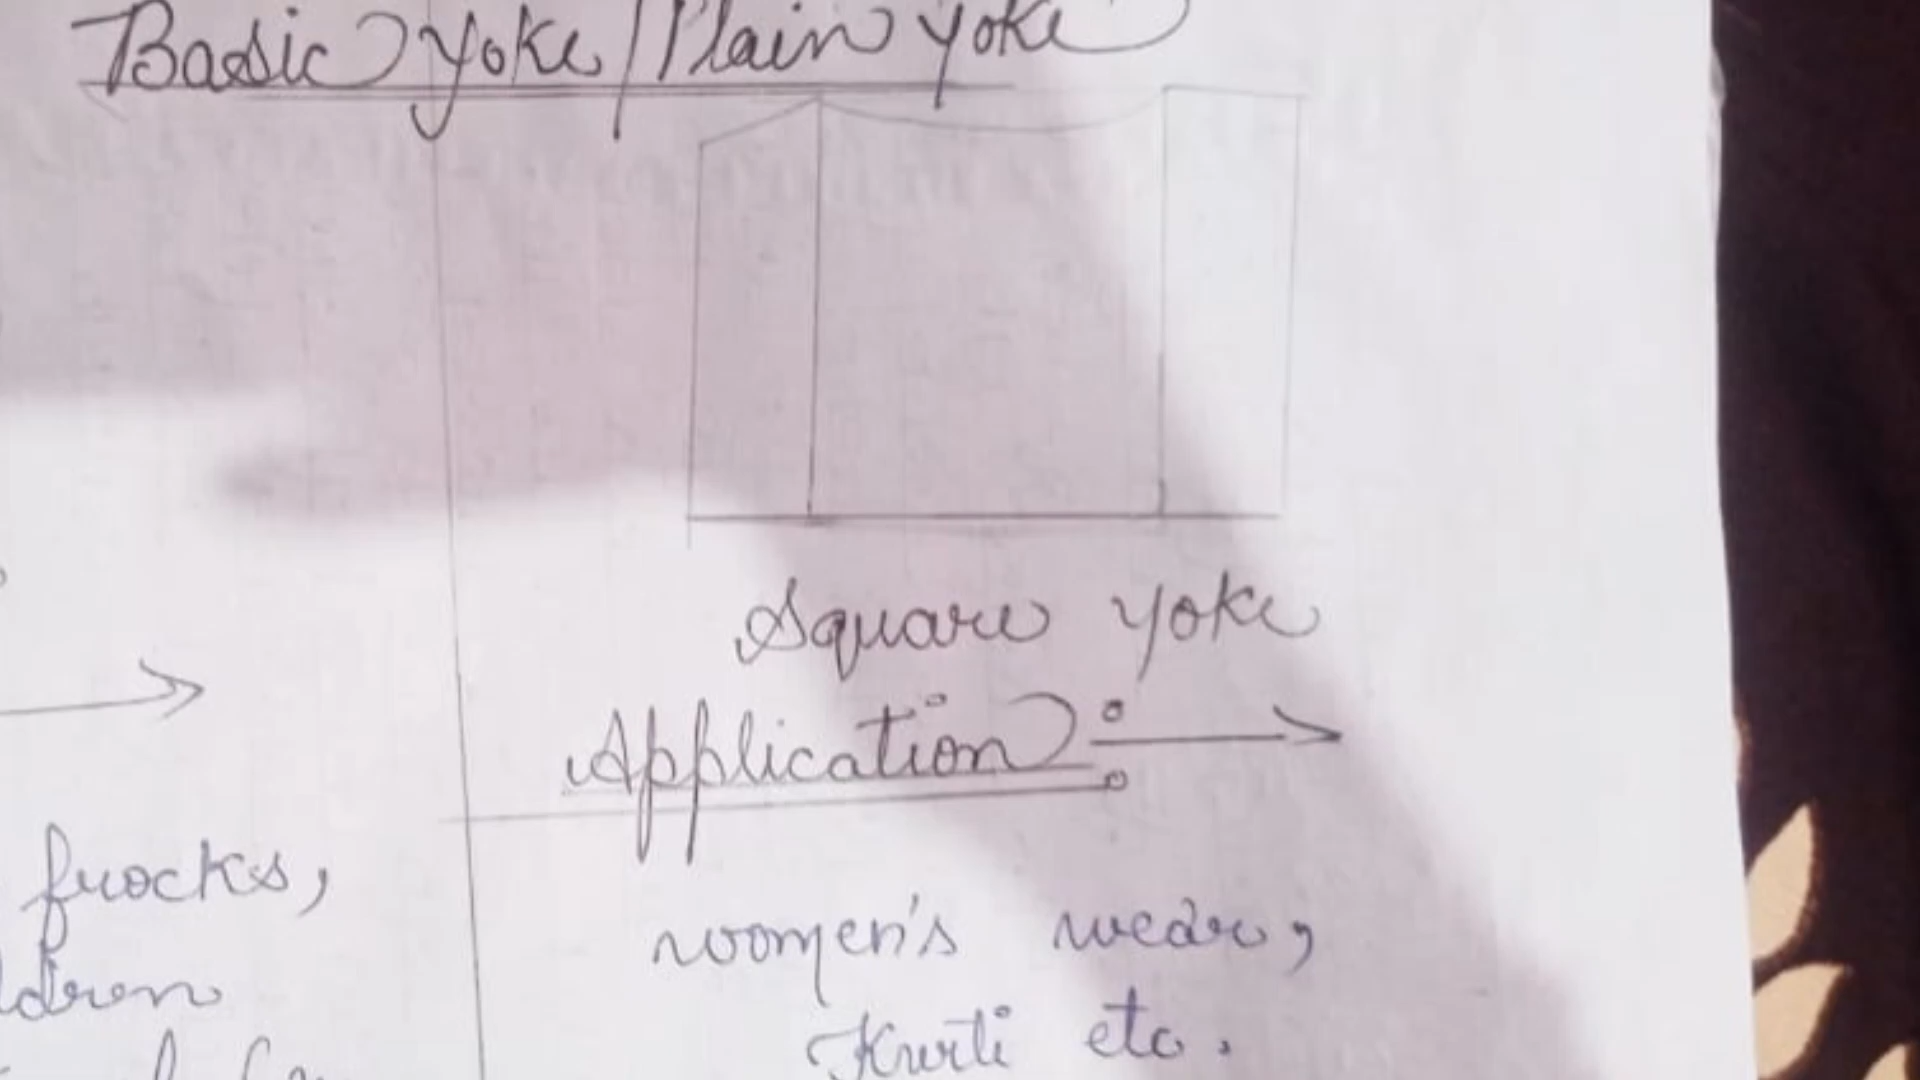 Basic yoke/Plain yoke
Square yoke
Application :→
women's wear,
Kurti etc.
frocks,